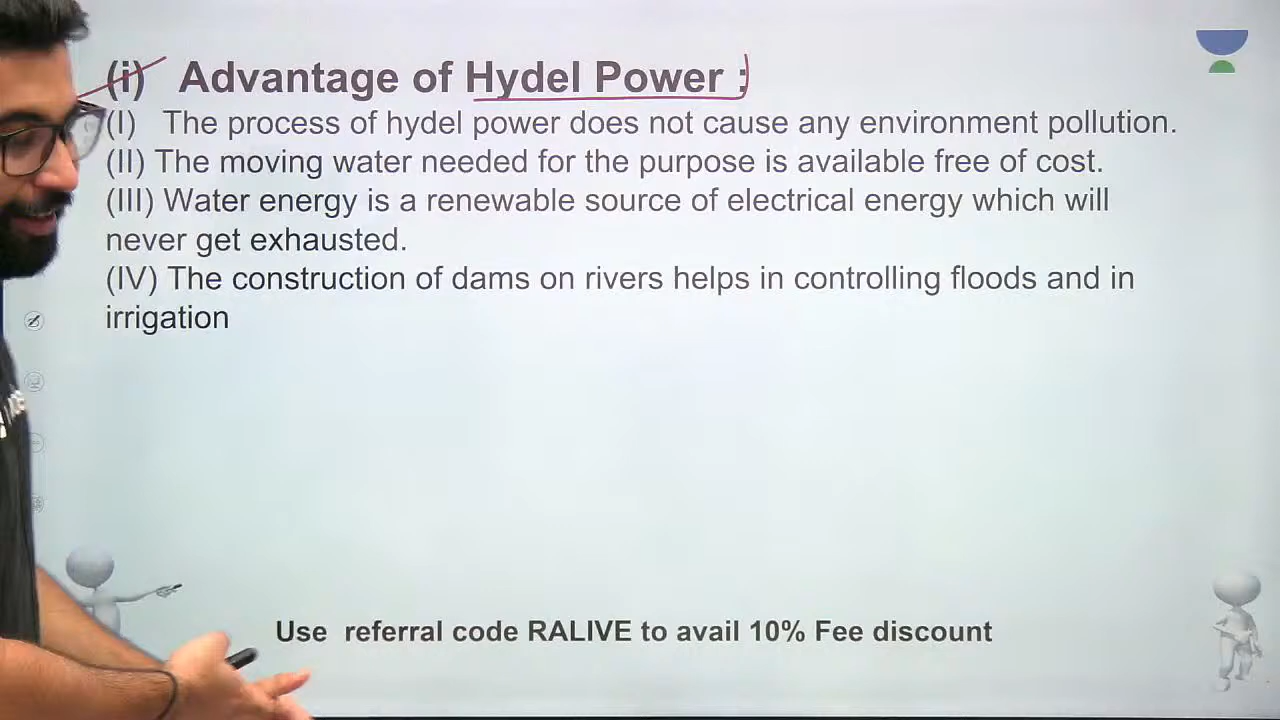 (i) Advantage of Hydel Power :
(I) The process of hydel power does not cause any environment pollution.
(II) The moving water needed for the purpose is available free of cost.
(III) Water energy is a renewable source of electrical energy which will
never get exhausted.
(IV) The construction of dams on rivers helps in controlling floods and in
irrigation
Use referral code RALIVE to avail 10% Fee discount